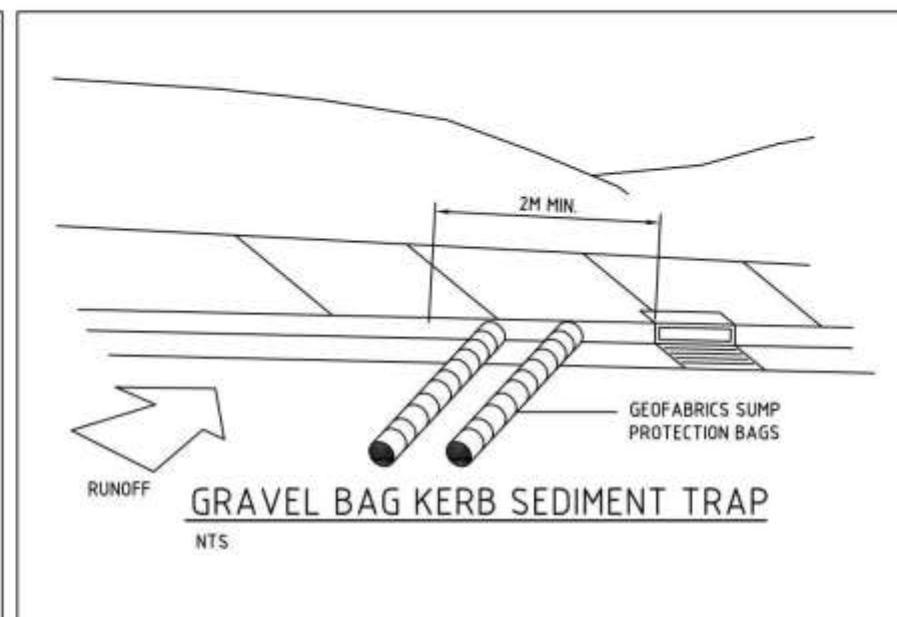 2M MIN.
GEOFABRICS SUMP
PROTECTION BAGS
RUNOFF
GRAVEL BAG KERB SEDIMENT TRAP
NTS